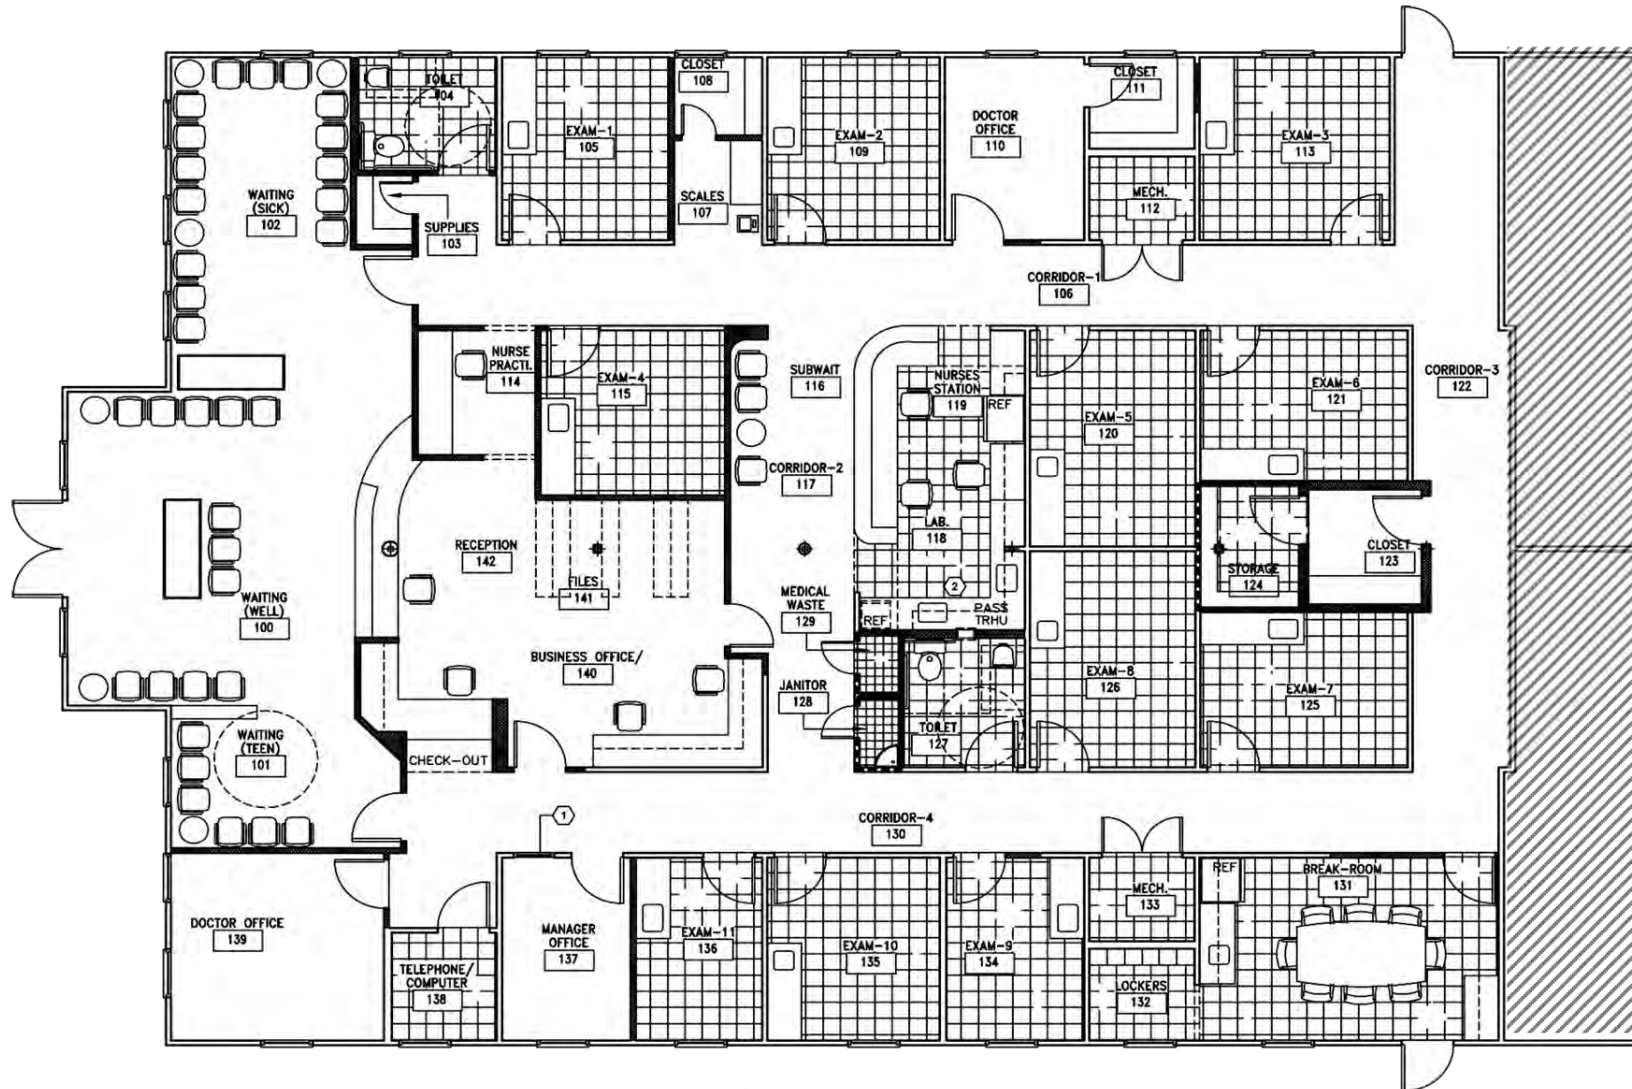 CLOSET
108
TOILET
104
CLOSET
111
EXAM-1
105
EXAM-2
109
DOCTOR
OFFICE
110
EXAM-3
113
WAITING
(SICK)
102
SCALES
107
MECH.
112
SUPPLIES
103
CORRIDOR-1
106
NURSE
PRACTI.
114
EXAM-4
115
SUBWAIT
116
NURSES
STATION
119
REF
EXAM-5
120
EXAM-6
121
CORRIDOR-3
122
CORRIDOR-2
117
LAB.
118
RECEPTION
142
FILES
141
CLOSET
123
STORAGE
124
WAITING
(WELL)
100
MEDICAL
WASTE
129
2
REF
PASS
TRHU
BUSINESS OFFICE/
140
JANITOR
128
EXAM-8
126
EXAM-7
125
TOILET
127
WAITING
(TEEN)
101
CHECK-OUT
1
CORRIDOR-4
130
REF
BREAK-ROOM
131
MECH.
133
DOCTOR OFFICE
139
MANAGER
OFFICE
137
EXAM-11
136
EXAM-10
135
EXAM-9
134
TELEPHONE/
COMPUTER
138
LOCKERS
132